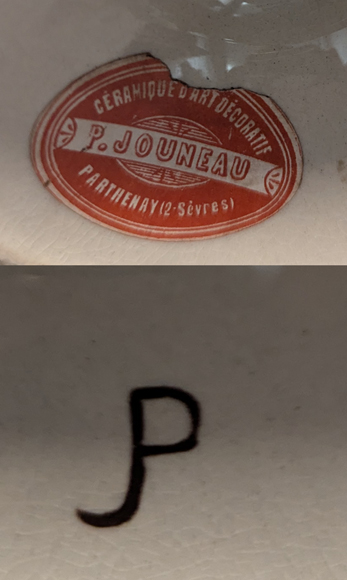 CÉRAMIQUE D'ART DÉCORATIF
P. JOUNEAU
PARTHENAY (2-Sèvres)
JP